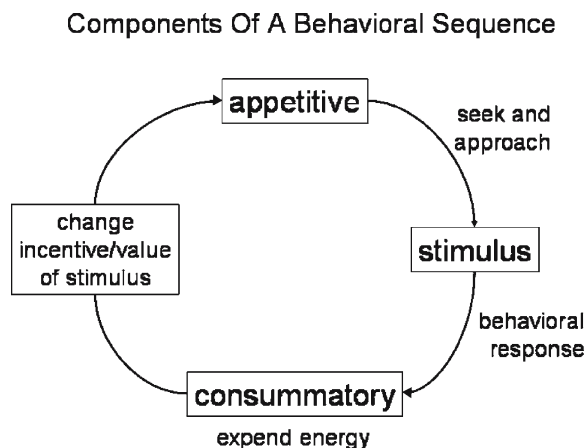 Components Of A Behavioral Sequence
appetitive
seek and
approach
stimulus
behavioral
response
consummatory
expend energy
change
incentive/value
of stimulus